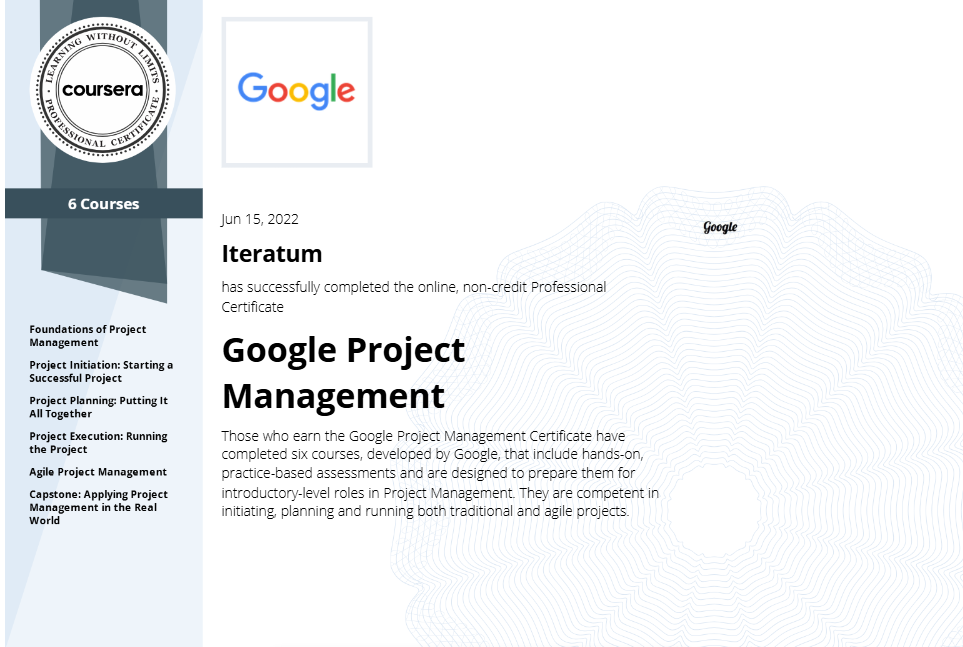 LEARNING WITHOUT LIMITS
coursera
PROFESSIONAL CERTIFICATE
6 Courses
Foundations of Project
Management
Project Initiation: Starting a
Successful Project
Project Planning: Putting It
All Together
Project Execution: Running
the Project
Agile Project Management
Capstone: Applying Project
Management in the Real
World
Google
Jun 15, 2022
Iteratum
has successfully completed the online, non-credit Professional
Certificate
Google Project
Management
Those who earn the Google Project Management Certificate have
completed six courses, developed by Google, that include hands-on,
practice-based assessments and are designed to prepare them for
introductory-level roles in Project Management. They are competent in
initiating, planning and running both traditional and agile projects.
Google